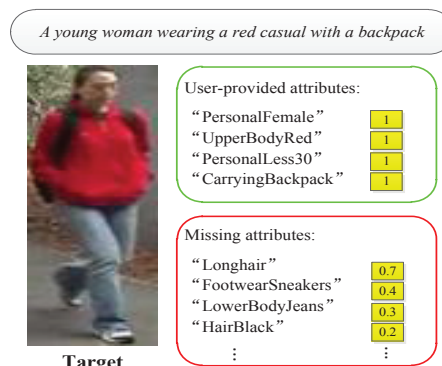 A young woman wearing a red casual with a backpack
User-provided attributes:
“PersonalFemale” 1
“UpperBodyRed” 1
“PersonalLess30” 1
“CarryingBackpack” 1
Missing attributes:
“Longhair” 0.7
“FootwearSneakers” 0.4
“LowerBodyJeans” 0.3
“HairBlack” 0.2
⋮ ⋮
Target